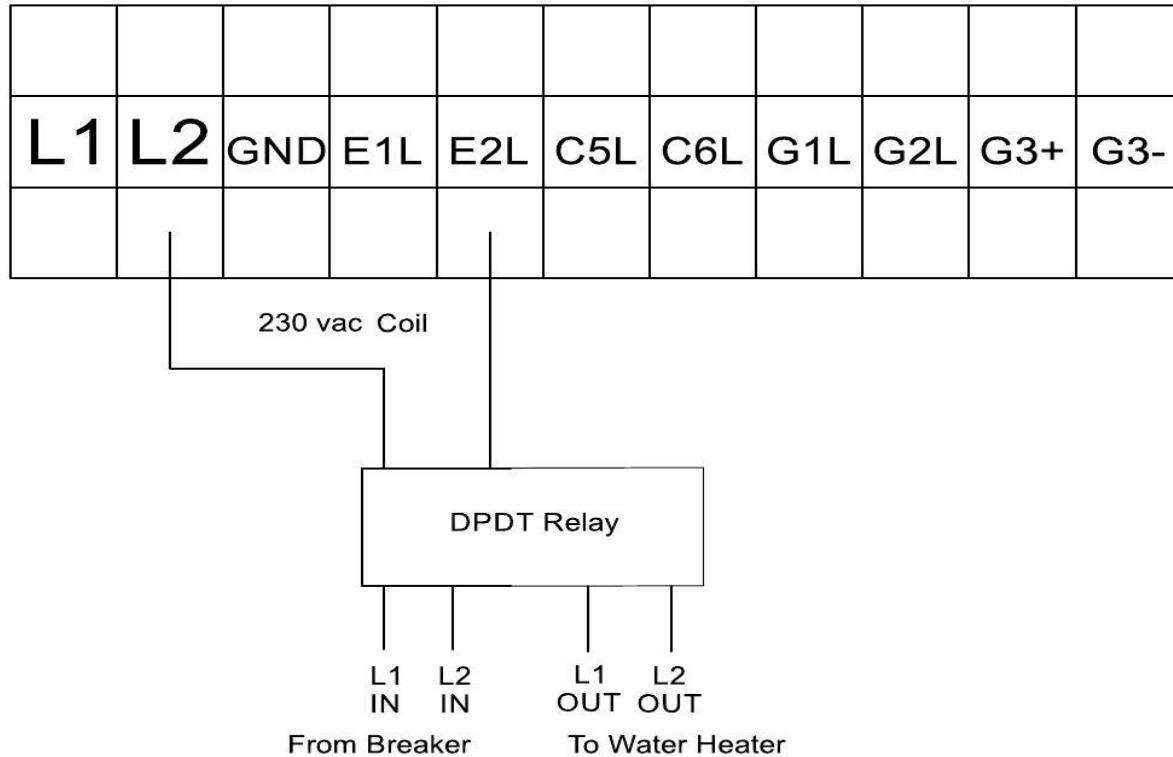 L1 L2 GND E1L E2L C5L C6L G1L G2L G3+ G3-
230 vac Coil
DPDT Relay
L1 L2 L1 L2
IN IN OUT OUT
From Breaker To Water Heater